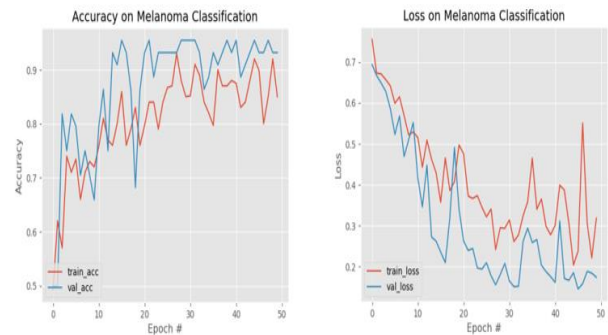 Accuracy on Melanoma Classification
Accuracy
0.9
0.8
0.7
0.6
0.5
train_acc
val_acc
0
10
20
30
40
50
Epoch #
Loss on Melanoma Classification
Loss
0.7
0.6
0.5
0.4
0.3
0.2
train_loss
val_loss
0
10
20
30
40
50
Epoch #